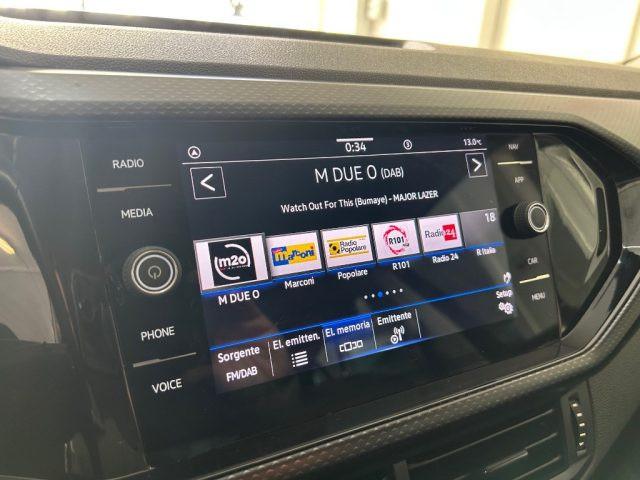 RADIO
MEDIA
PHONE
VOICE
0:34
3
13.0°C
M DUE O (DAB)
Watch Out For This (Bumaye) - MAJOR LAZER
m2o
Marconi
Radio Popolare
R101
Radio 24
18
M DUE O
Marconi
Popolare
R101
Radio 24
R Italia
Sorgente
FM/DAB
El. emitten.
El. memoria
Emittente
Setup
NAV
APP
CAR
MENU